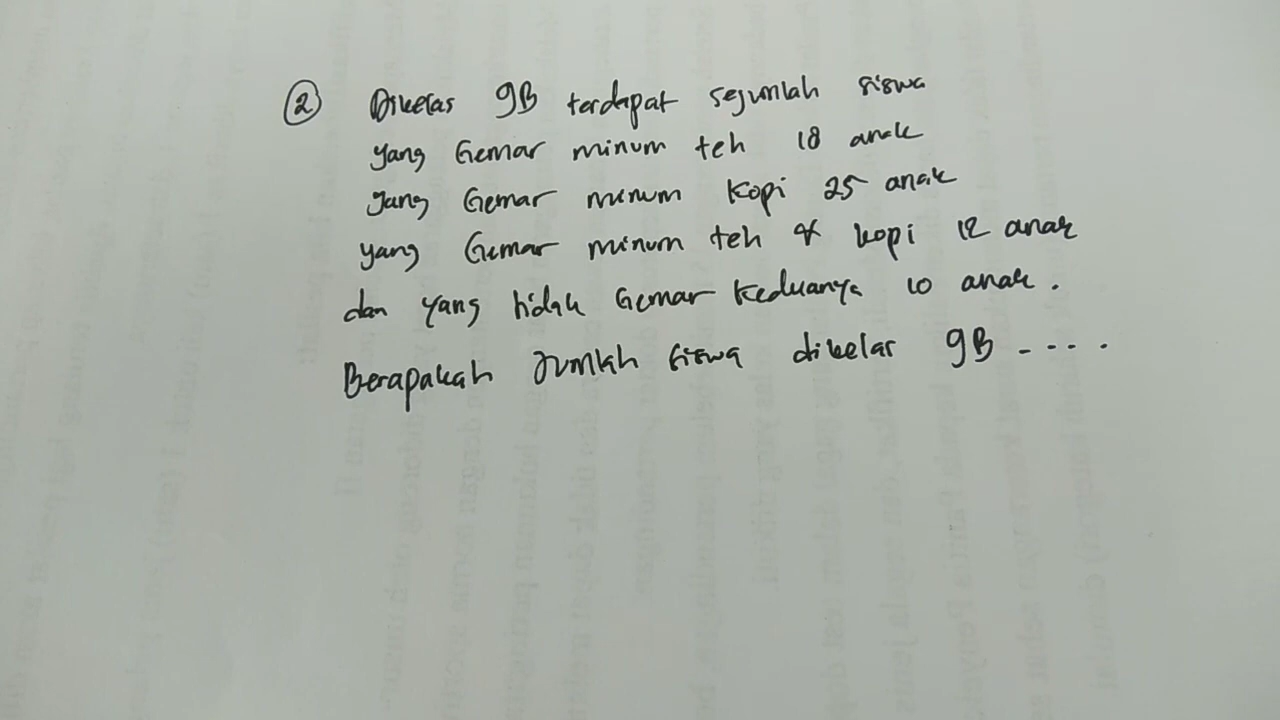 ② Dikelas 9B terdapat sejumlah siswa
yang Gemar minum teh 18 anak
yang Gemar minum kopi 25 anak
yang Gemar minum teh & kopi 12 anak
dan yang tidak Gemar keduanya 10 anak.
Berapakah Jumlah siswa dikelas 9B ....